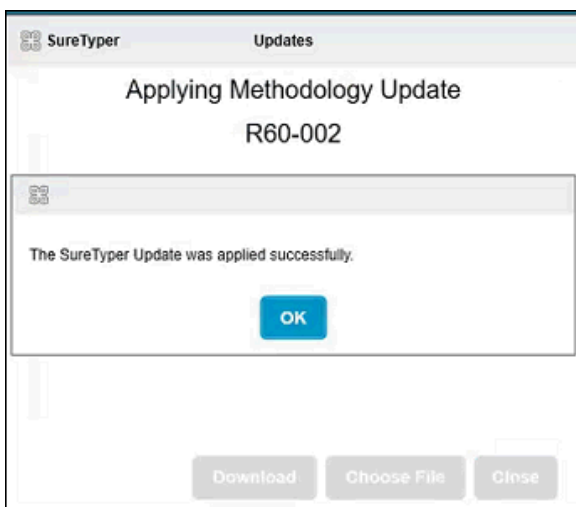 SureTyper
Updates
Applying Methodology Update
R60-002
The SureTyper Update was applied successfully.
OK
Download
Choose File
Close